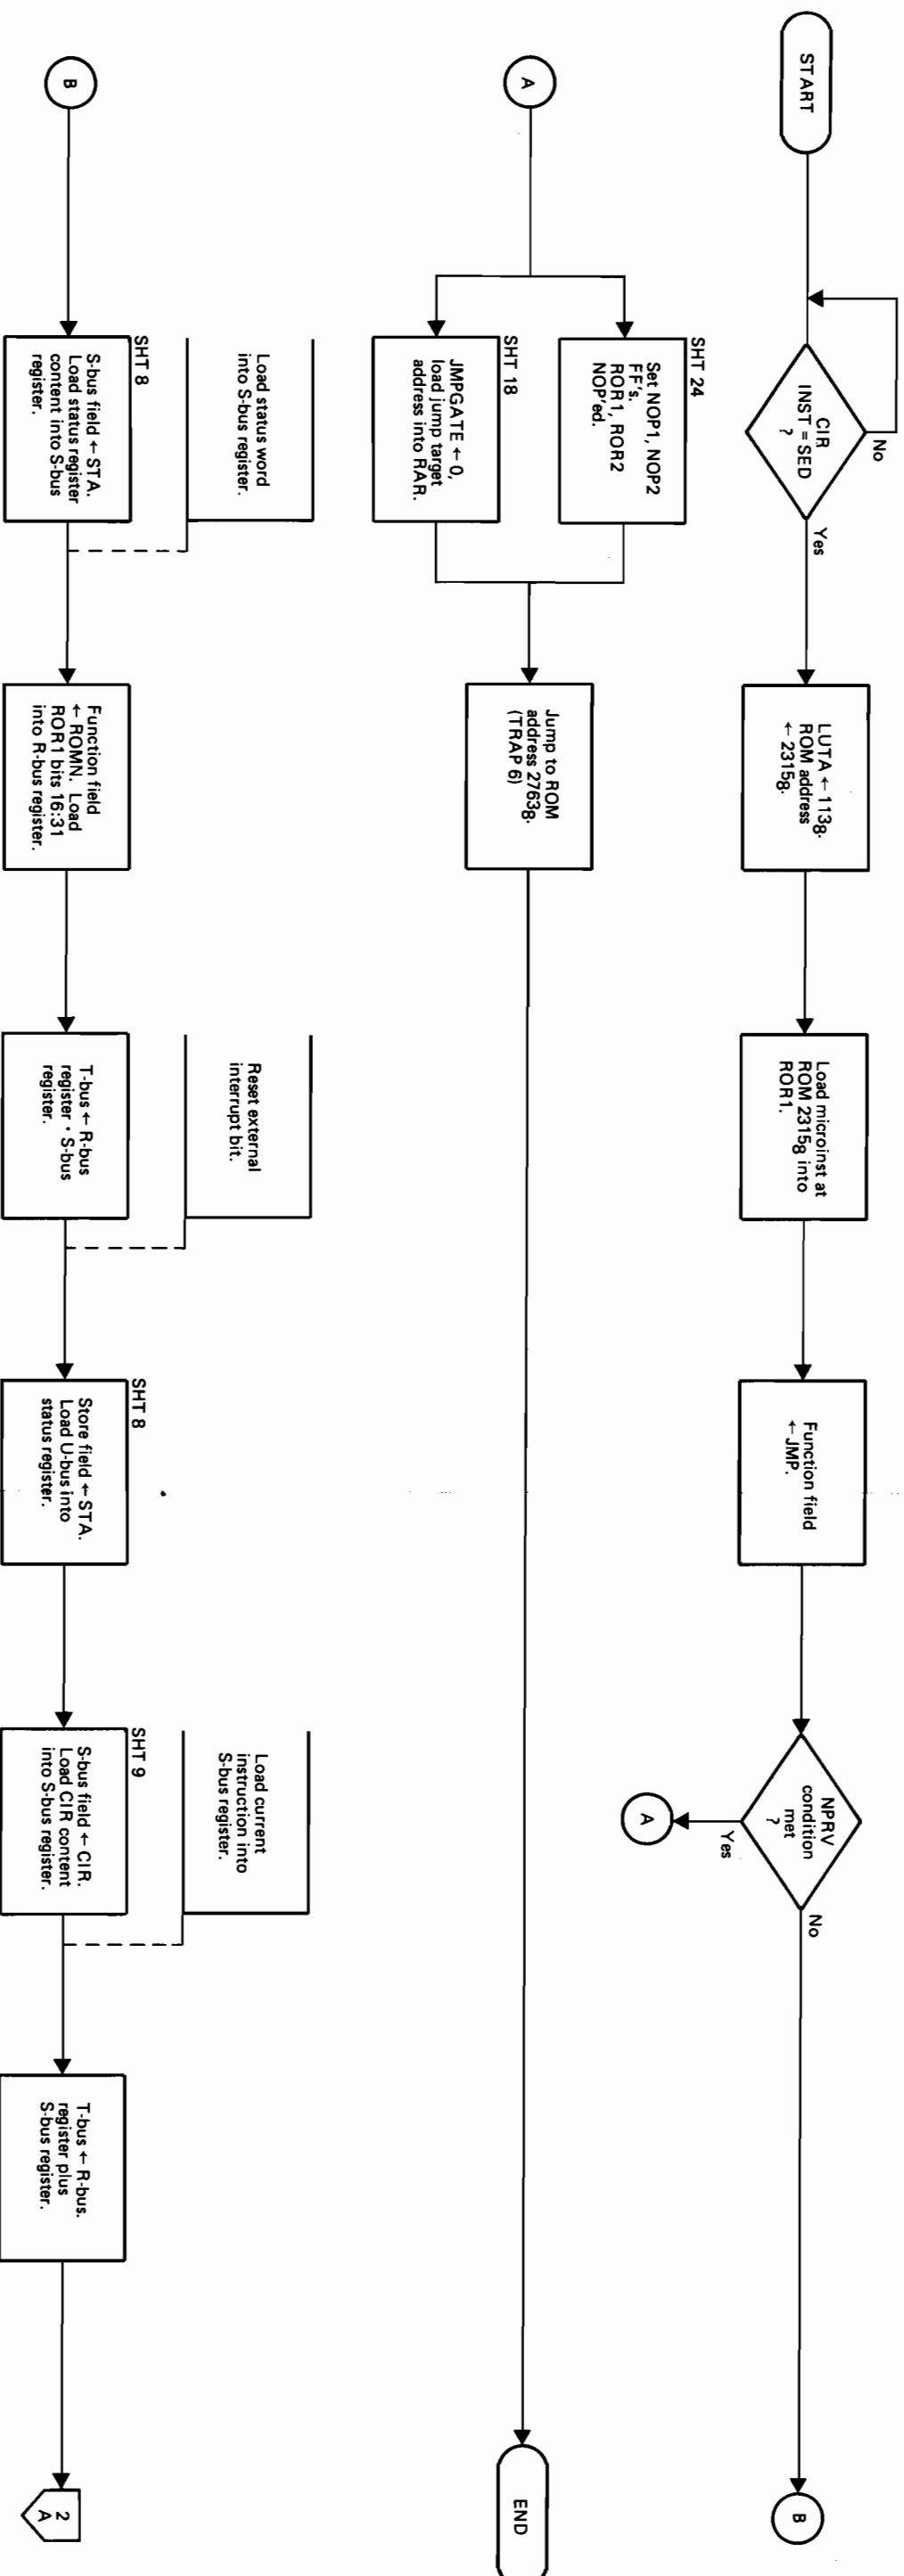 START
CIR
INST = SED
?
No
Yes
LUTA ← 113₈.
ROM address
← 2315₈.
Load microinst at
ROM 2315₈ into
ROR1.
Function field
← JMP.
NPRV
condition
met
?
Yes
A
No
B
A
SHT 24
Set NOP1, NOP2
FF's.
ROR1, ROR2
NOP'ed.
SHT 18
JMPGATE ← 0,
load jump target
address into RAR.
Jump to ROM
address 2763₈.
(TRAP 6)
END
B
Load status word
into S-bus register.
SHT 8
S-bus field ← STA.
Load status register
content into S-bus
register.
Function field
← ROMN. Load
ROR1 bits 16:31
into R-bus register.
Reset external
interrupt bit.
T-bus ← R-bus
register · S-bus
register.
SHT 8
Store field ← STA.
Load U-bus into
status register.
Load current
instruction into
S-bus register.
SHT 9
S-bus field ← CIR.
Load CIR content
into S-bus register.
T-bus ← R-bus.
register plus
S-bus register.
2
A